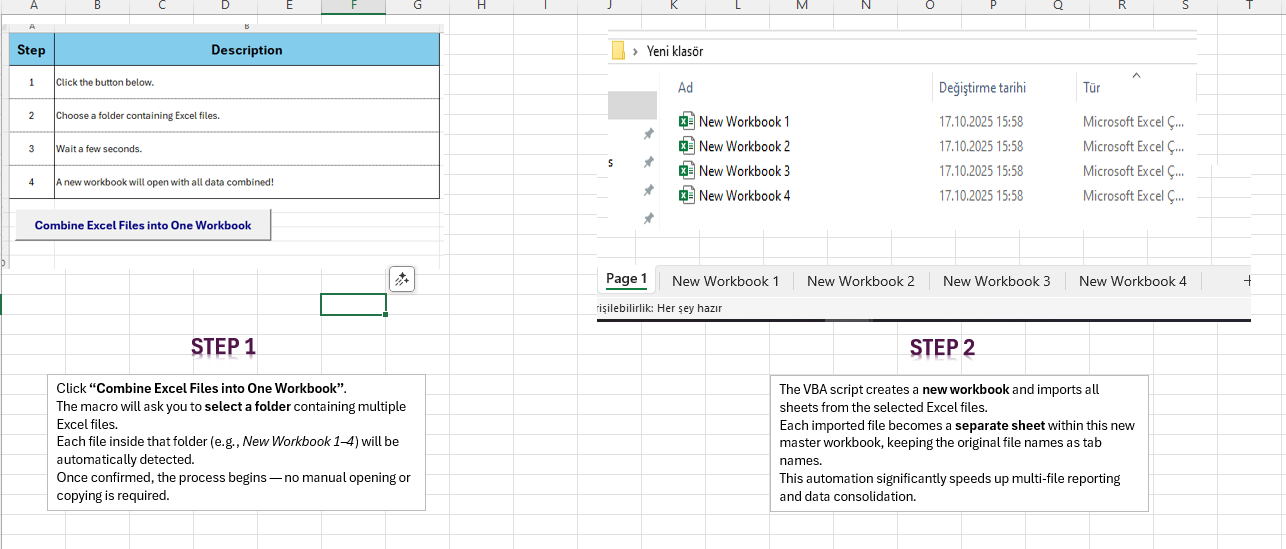 A B C D E F G H I J K L M N O P Q R S T
A B
Step Description
1 Click the button below.
2 Choose a folder containing Excel files.
3 Wait a few seconds.
4 A new workbook will open with all data combined!
Combine Excel Files into One Workbook
› Yeni klasör
Ad Değiştirme tarihi Tür
New Workbook 1 17.10.2025 15:58 Microsoft Excel Ç...
New Workbook 2 17.10.2025 15:58 Microsoft Excel Ç...
s
New Workbook 3 17.10.2025 15:58 Microsoft Excel Ç...
New Workbook 4 17.10.2025 15:58 Microsoft Excel Ç...
Page 1 New Workbook 1 New Workbook 2 New Workbook 3 New Workbook 4 +
rişilebilirlik: Her şey hazır
STEP 1
Click “Combine Excel Files into One Workbook”.
The macro will ask you to select a folder containing multiple
Excel files.
Each file inside that folder (e.g., New Workbook 1–4) will be
automatically detected.
Once confirmed, the process begins — no manual opening or
copying is required.
STEP 2
The VBA script creates a new workbook and imports all
sheets from the selected Excel files.
Each imported file becomes a separate sheet within this new
master workbook, keeping the original file names as tab
names.
This automation significantly speeds up multi-file reporting
and data consolidation.